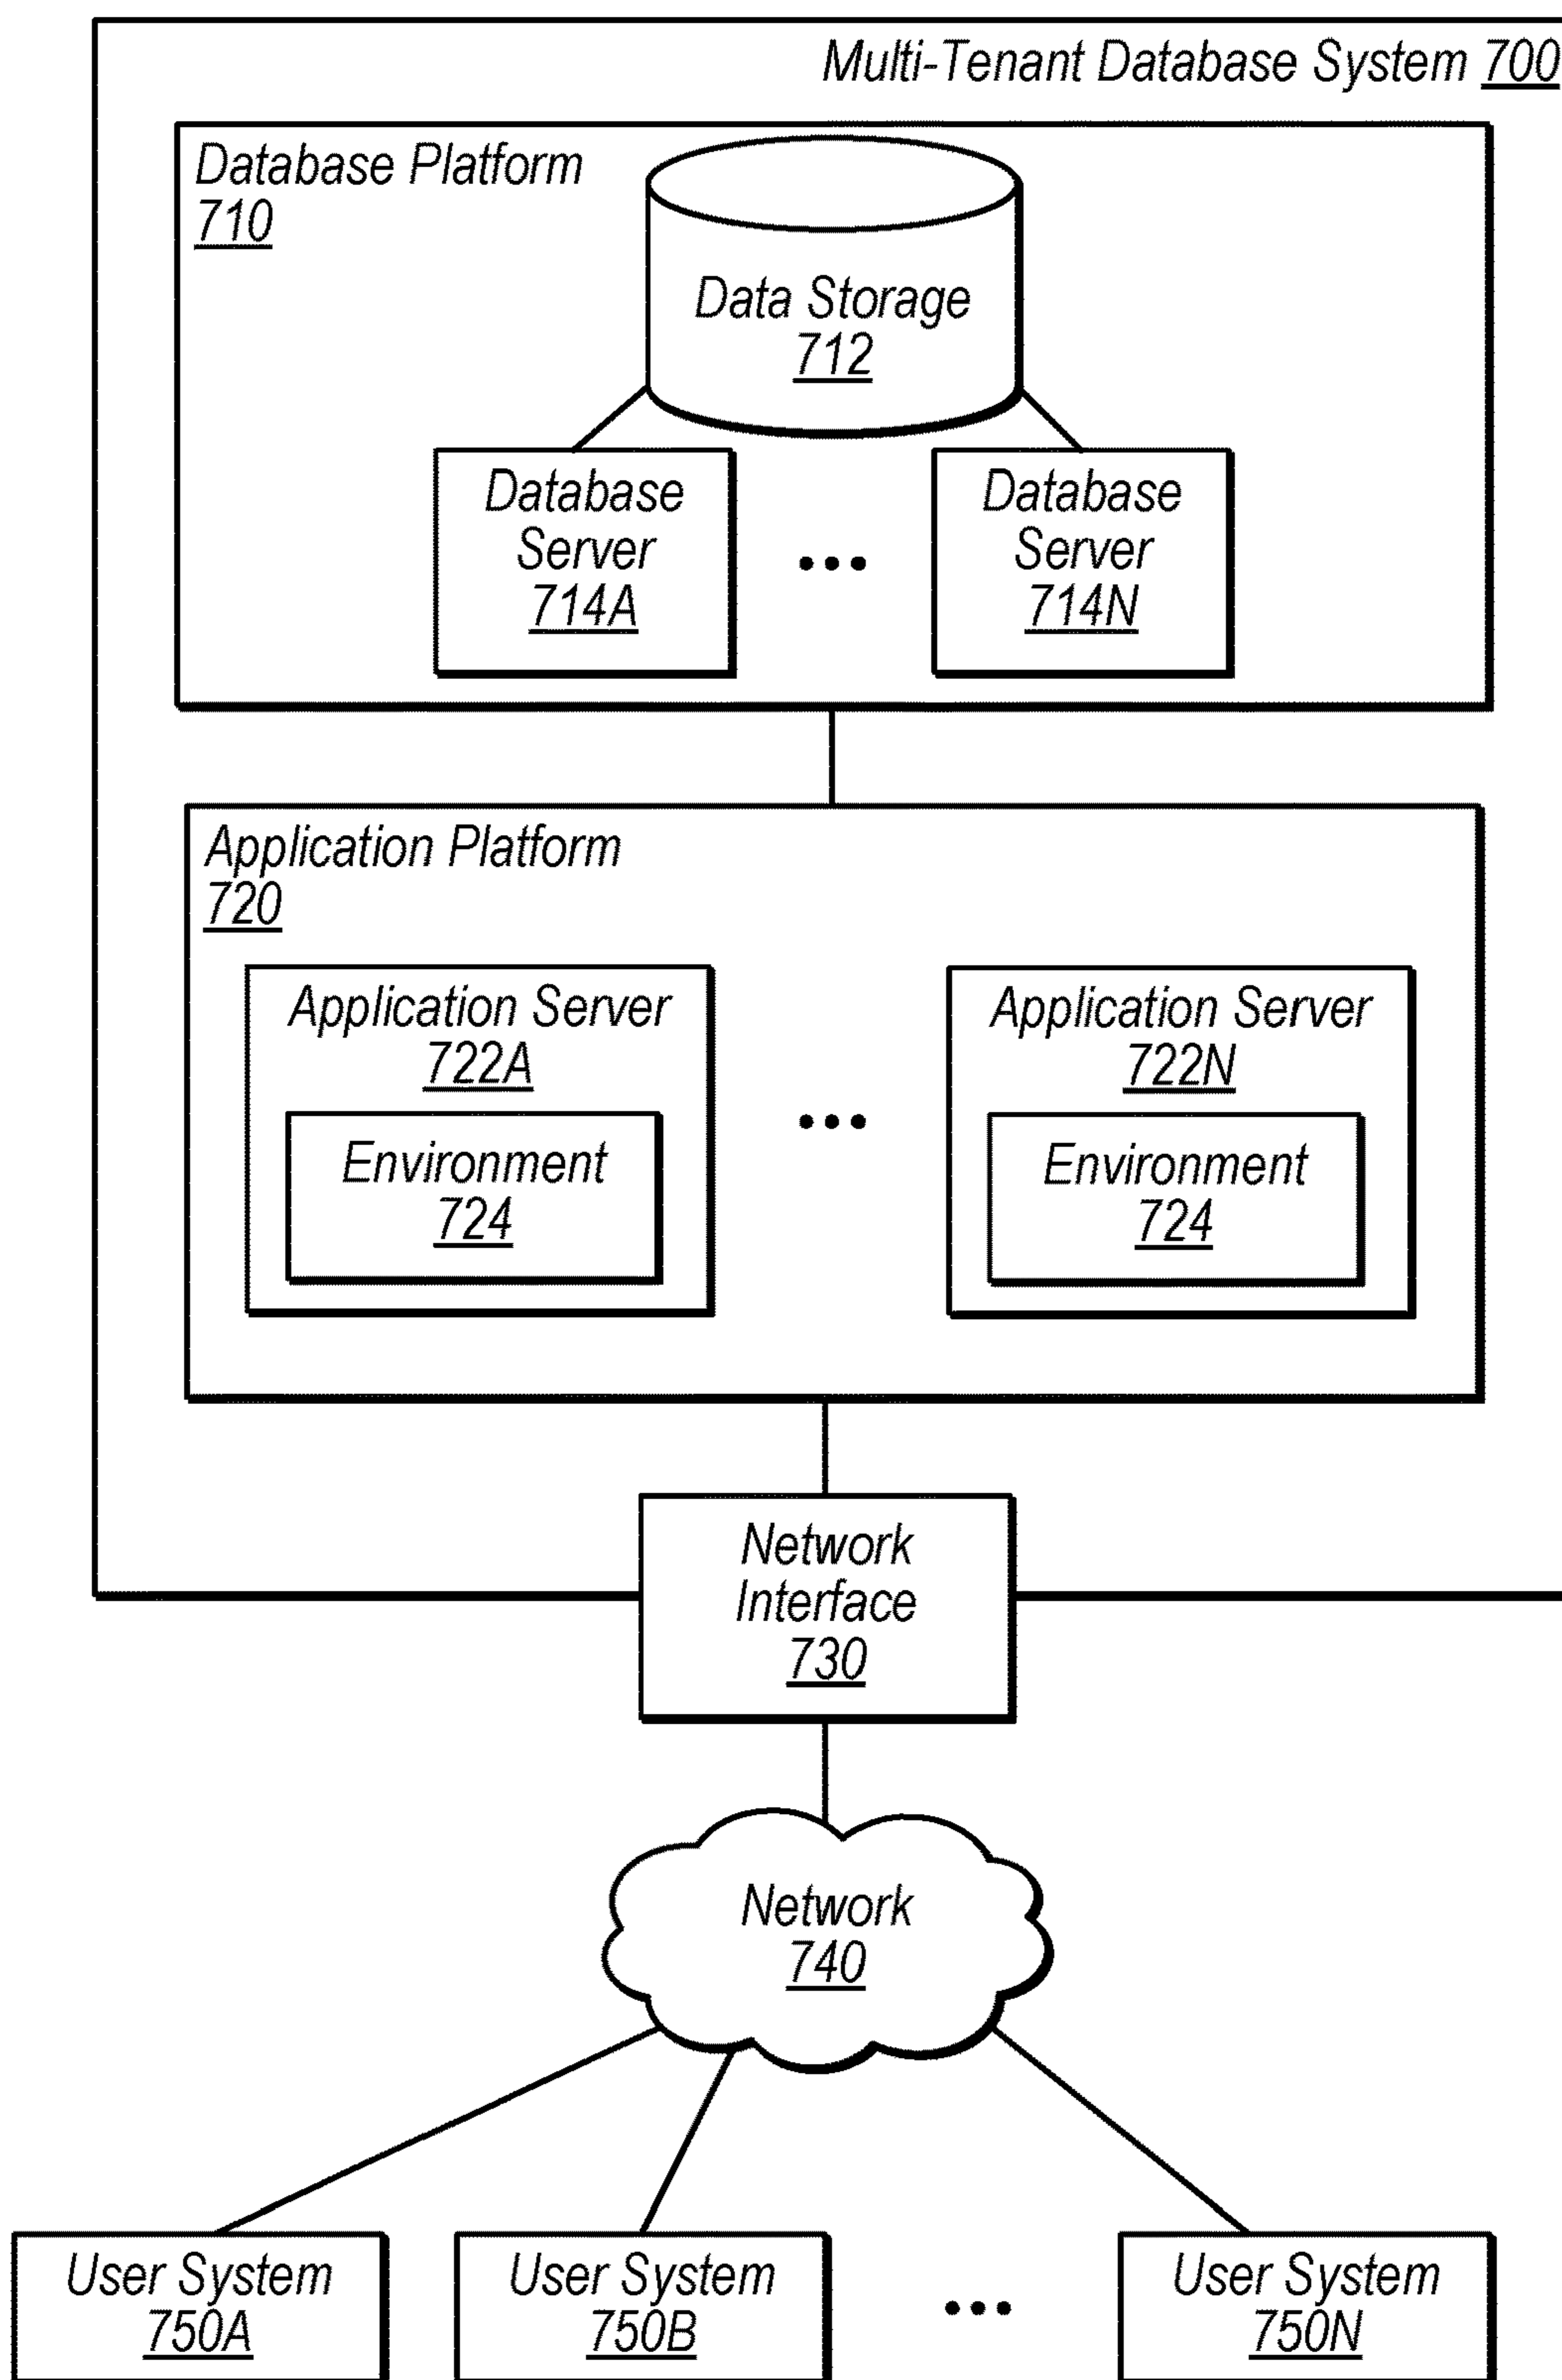 Multi-Tenant Database System 700
Database Platform
710
Data Storage
712
Database
Server
714A
Database
Server
714N
Application Platform
720
Application Server
722A
Environment
724
Application Server
722N
Environment
724
Network
Interface
730
Network
740
User System
750A
User System
750B
User System
750N